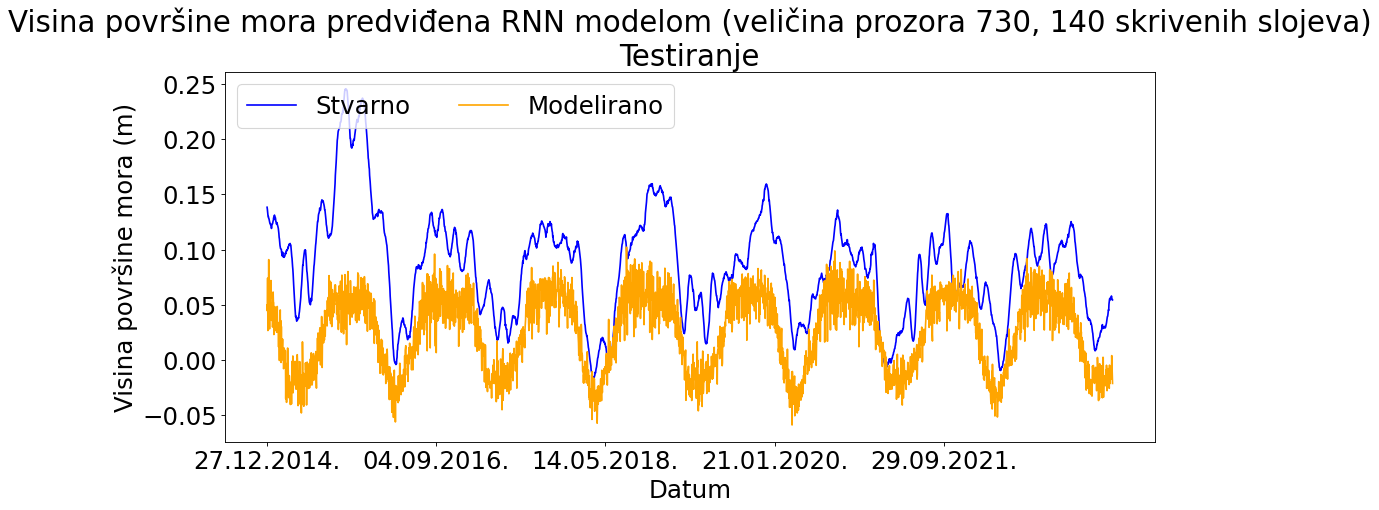 Visina površine mora predviđena RNN modelom (veličina prozora 730, 140 skrivenih slojeva)
Testiranje
Stvarno
Modelirano
Visina površine mora (m)
0.25
0.20
0.15
0.10
0.05
0.00
−0.05
27.12.2014.
04.09.2016.
14.05.2018.
21.01.2020.
29.09.2021.
Datum